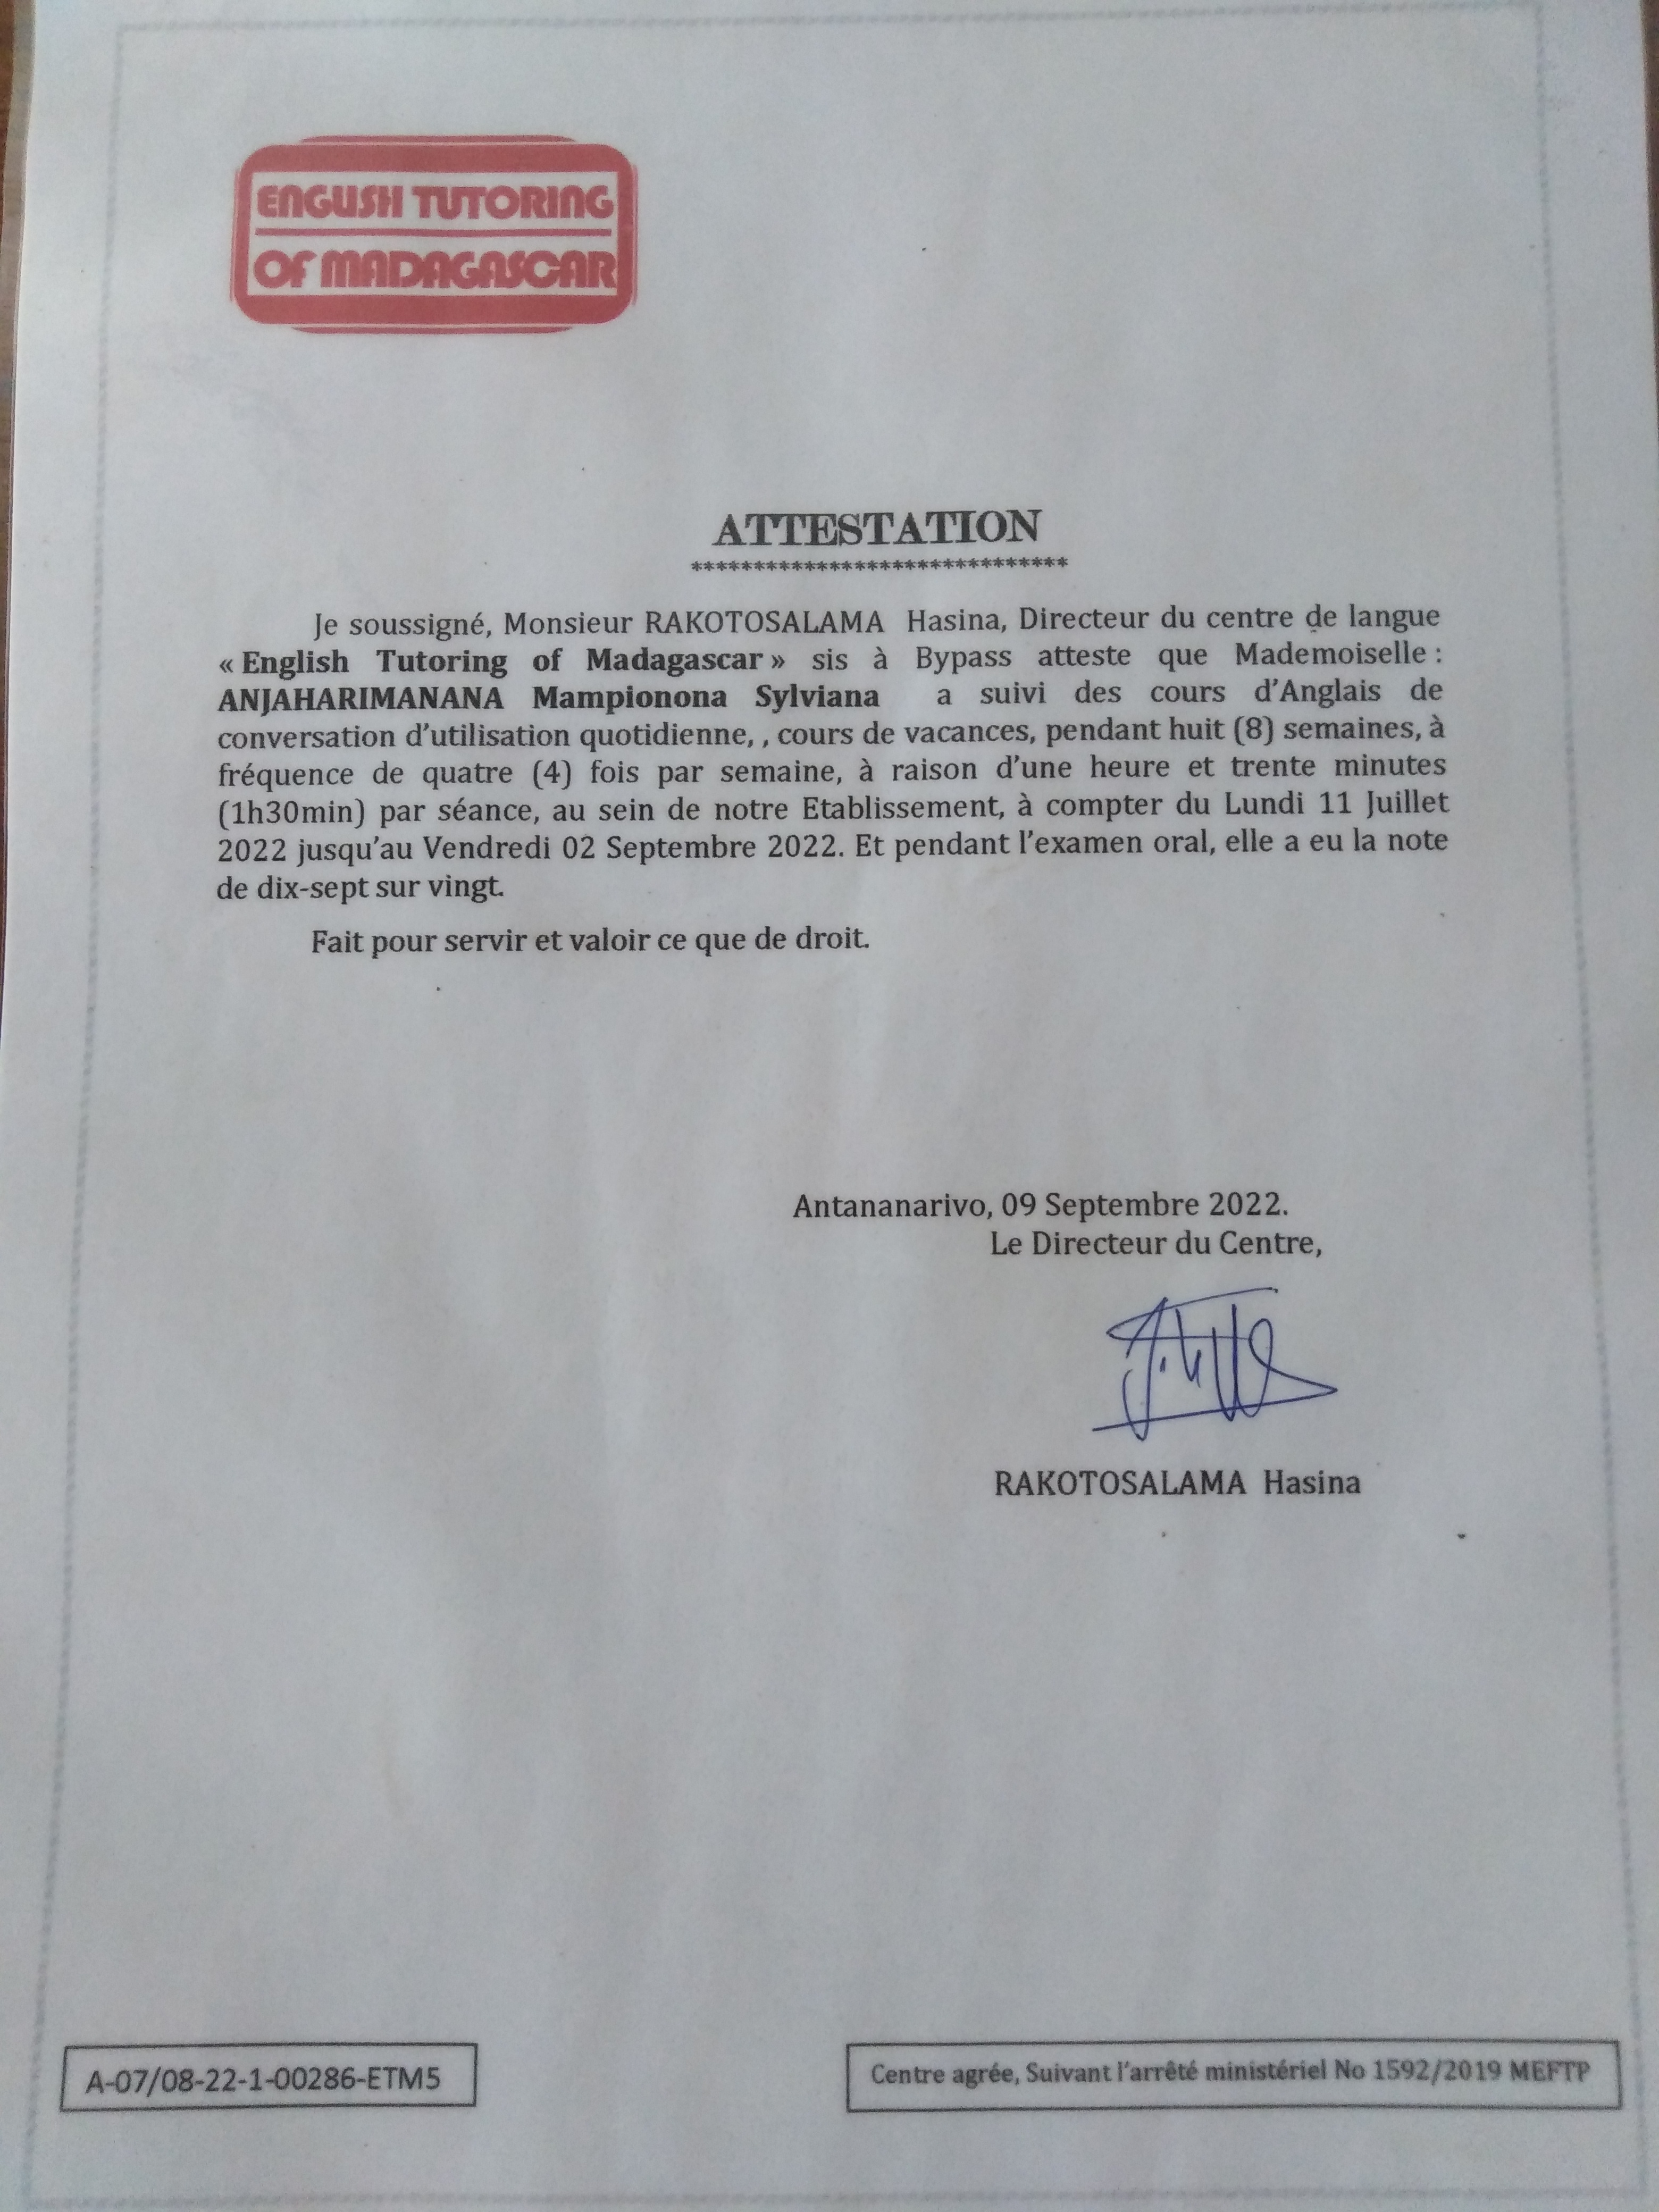 ENGLISH TUTORING
OF MADAGASCAR
ATTESTATION
******************************
Je soussigné, Monsieur RAKOTOSALAMA Hasina, Directeur du centre de langue
« English Tutoring of Madagascar » sis à Bypass atteste que Mademoiselle :
ANJAHARIMANANA Mampionona Sylviana a suivi des cours d'Anglais de
conversation d'utilisation quotidienne, , cours de vacances, pendant huit (8) semaines, à
fréquence de quatre (4) fois par semaine, à raison d'une heure et trente minutes
(1h30min) par séance, au sein de notre Etablissement, à compter du Lundi 11 Juillet
2022 jusqu'au Vendredi 02 Septembre 2022. Et pendant l'examen oral, elle a eu la note
de dix-sept sur vingt.
Fait pour servir et valoir ce que de droit.
Antananarivo, 09 Septembre 2022.
Le Directeur du Centre,
RAKOTOSALAMA Hasina
A-07/08-22-1-00286-ETM5
Centre agrée, Suivant l'arrêté ministériel No 1592/2019 MEFTP